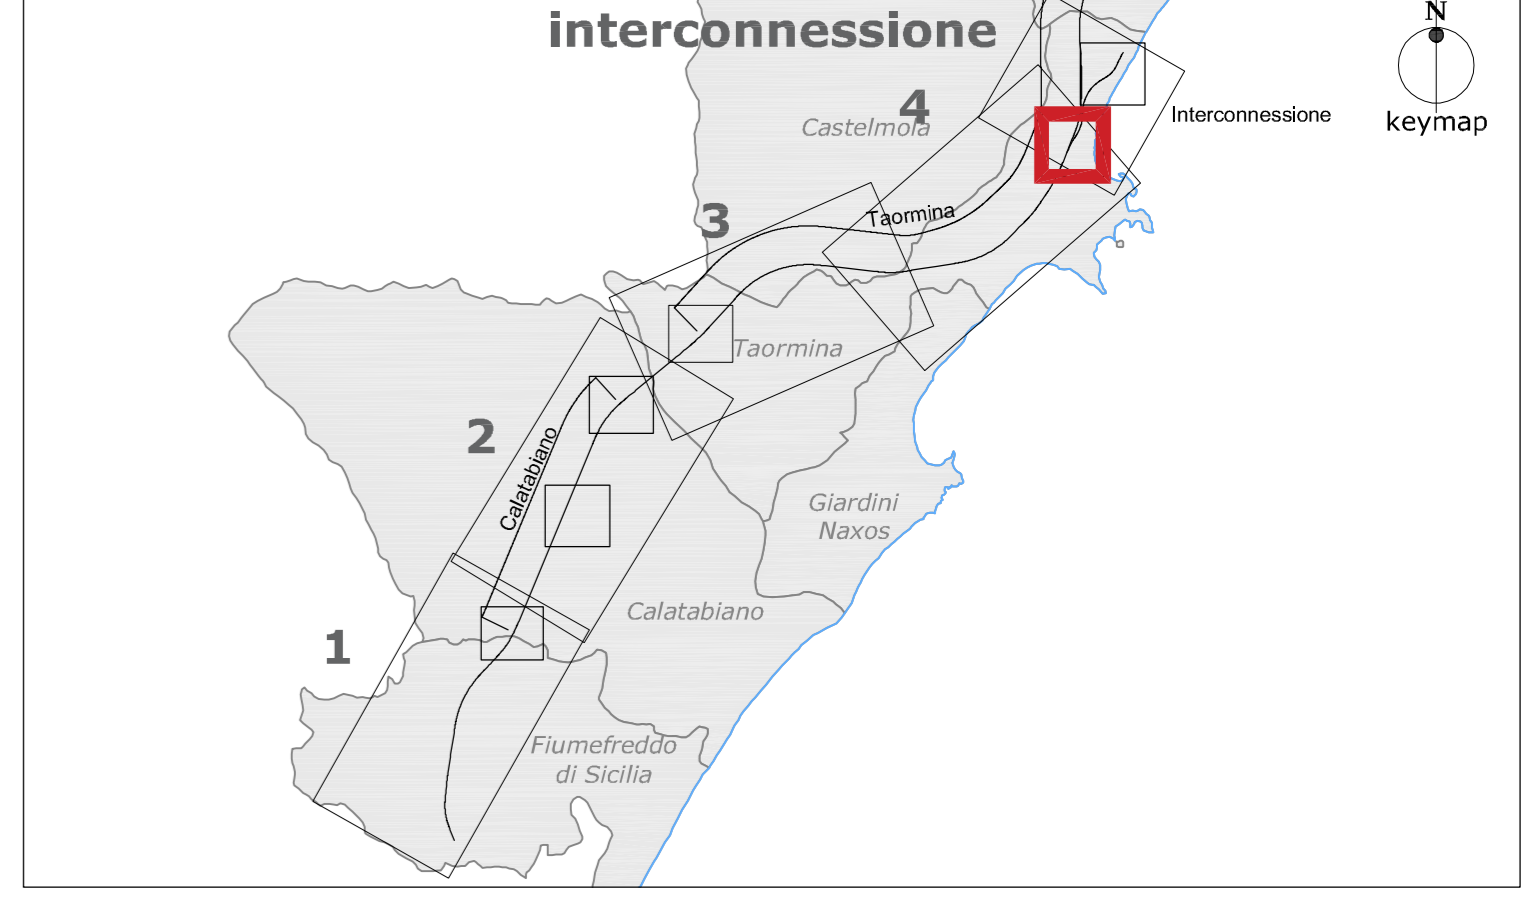 interconnessione
N
keymap
4
Castelmola
Interconnessione
3
Taormina
Taormina
2
Calatabiano
Giardini
Naxos
Calatabiano
1
Fiumefreddo
di Sicilia